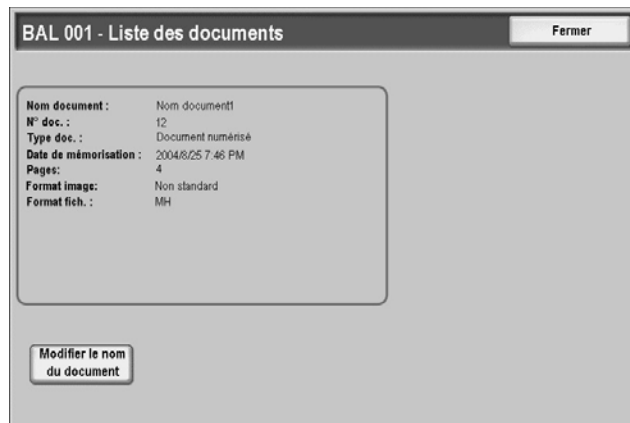 BAL 001 - Liste des documents
Fermer
Nom document : Nom document1
N° doc. : 12
Type doc. : Document numérisé
Date de mémorisation : 2004/8/25 7:46 PM
Pages: 4
Format image: Non standard
Format fich. : MH
Modifier le nom
du document